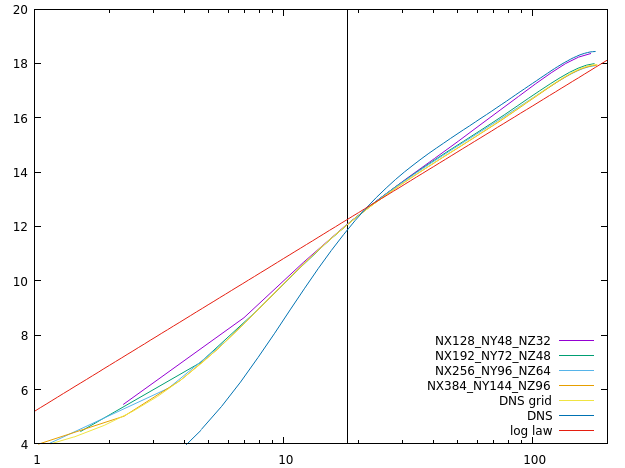 20
18
16
14
12
10
8
6
4
NX128_NY48_NZ32
NX192_NY72_NZ48
NX256_NY96_NZ64
NX384_NY144_NZ96
DNS grid
DNS
log law
1 10 100